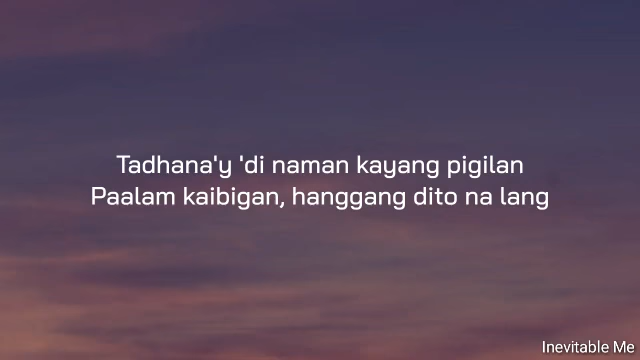 Tadhana'y 'di naman kayang pigilan
Paalam kaibigan, hanggang dito na lang
Inevitable Me